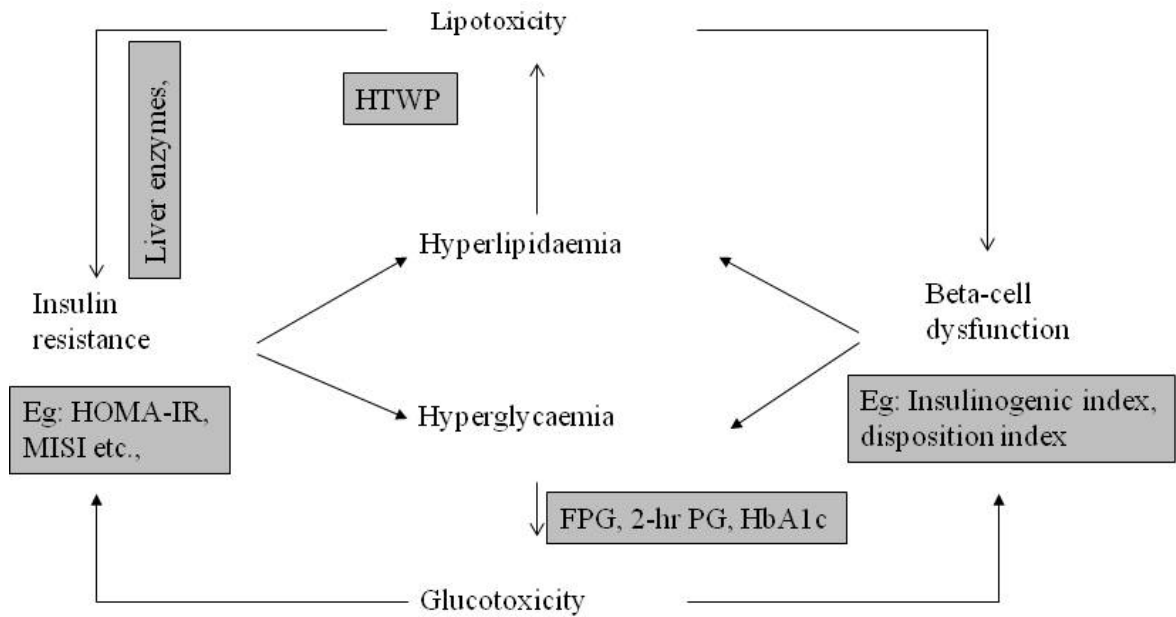 Lipotoxicity
Liver enzymes,
HTWP
Hyperlipidaemia
Insulin
resistance
Beta-cell
dysfunction
Eg: HOMA-IR,
MISI etc.,
Hyperglycaemia
Eg: Insulinogenic index,
disposition index
FPG, 2-hr PG, HbA1c
Glucotoxicity